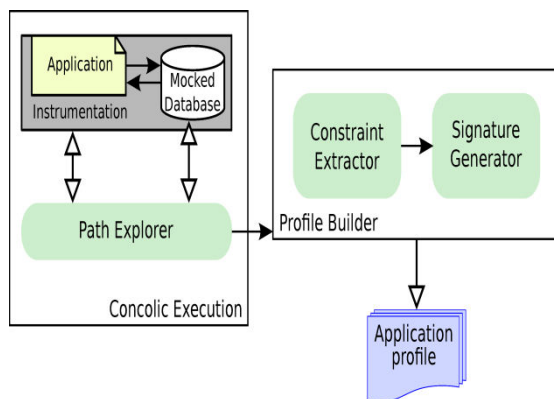 Application
Mocked
Database
Instrumentation
Path Explorer
Concolic Execution
Constraint
Extractor
Signature
Generator
Profile Builder
Application
profile